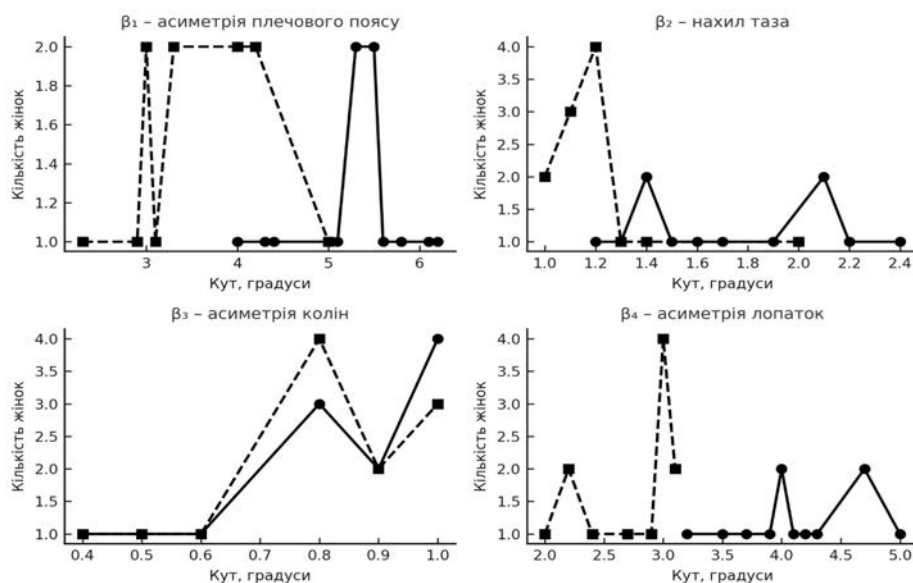 β₁ – асиметрія плечового поясу
2.0
1.8
1.6
1.4
1.2
1.0
Кількість жінок
3 4 5 6
Кут, градуси
β₂ – нахил таза
4.0
3.5
3.0
2.5
2.0
1.5
1.0
Кількість жінок
1.0 1.2 1.4 1.6 1.8 2.0 2.2 2.4
Кут, градуси
β₃ – асиметрія колін
4.0
3.5
3.0
2.5
2.0
1.5
1.0
Кількість жінок
0.4 0.5 0.6 0.7 0.8 0.9 1.0
Кут, градуси
β₄ – асиметрія лопаток
4.0
3.5
3.0
2.5
2.0
1.5
1.0
Кількість жінок
2.0 2.5 3.0 3.5 4.0 4.5 5.0
Кут, градуси